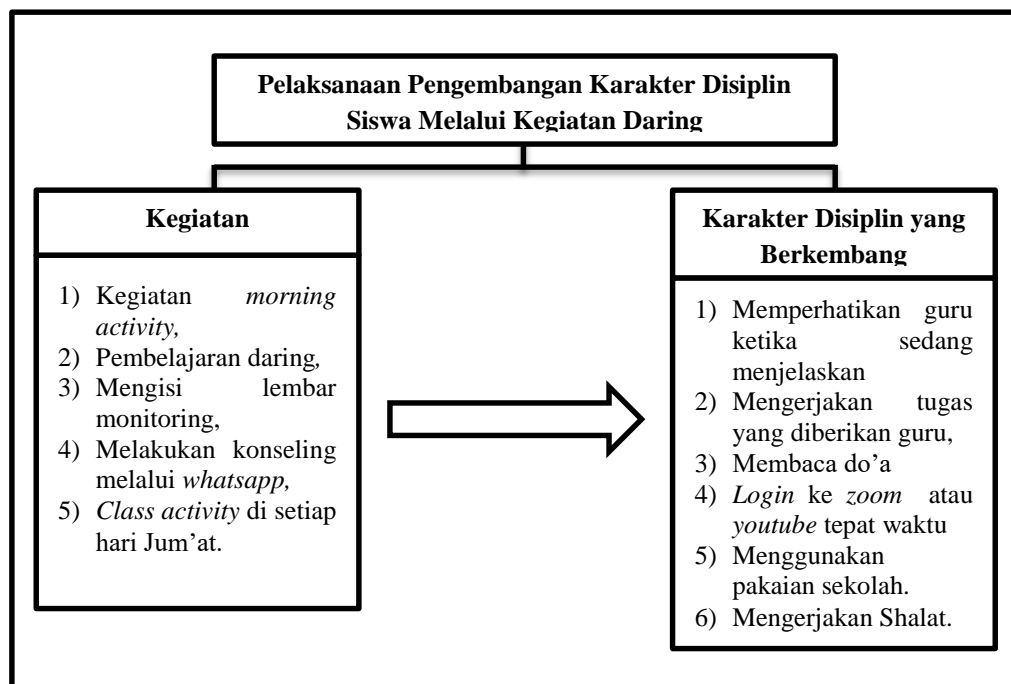 Pelaksanaan Pengembangan Karakter Disiplin
Siswa Melalui Kegiatan Daring
Kegiatan
1) Kegiatan morning
activity,
2) Pembelajaran daring,
3) Mengisi lembar
monitoring,
4) Melakukan konseling
melalui whatsapp,
5) Class activity di setiap
hari Jum’at.
Karakter Disiplin yang
Berkembang
1) Memperhatikan guru
ketika sedang
menjelaskan
2) Mengerjakan tugas
yang diberikan guru,
3) Membaca do’a
4) Login ke zoom atau
youtube tepat waktu
5) Menggunakan
pakaian sekolah.
6) Mengerjakan Shalat.